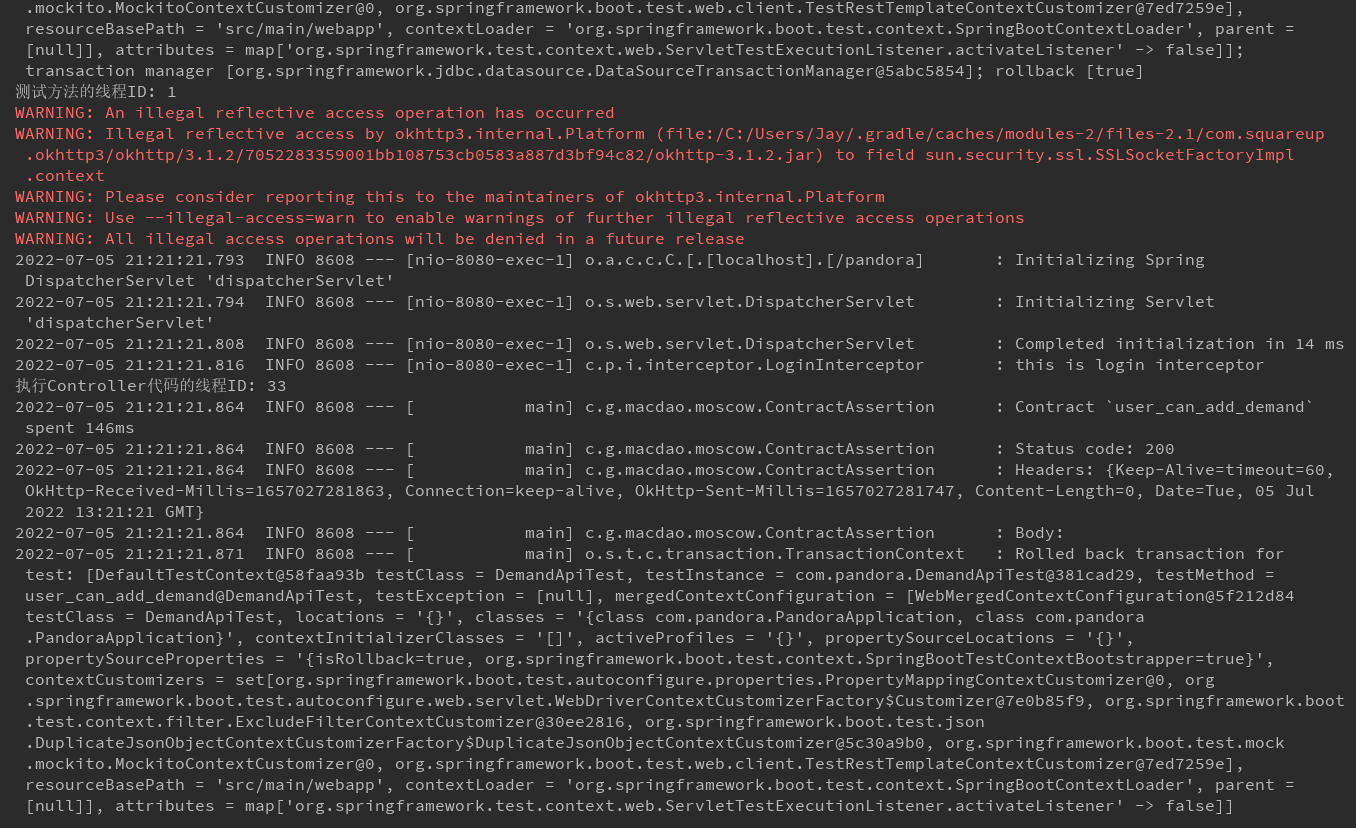 .mockito.MockitoContextCustomizer@0, org.springframework.boot.test.web.client.TestRestTemplateContextCustomizer@7ed7259e],
resourceBasePath = 'src/main/webapp', contextLoader = 'org.springframework.boot.test.context.SpringBootContextLoader', parent =
[null]], attributes = map['org.springframework.test.context.web.ServletTestExecutionListener.activateListener' -> false]];
transaction manager [org.springframework.jdbc.datasource.DataSourceTransactionManager@5abc5854]; rollback [true]
测试方法的线程ID: 1
WARNING: An illegal reflective access operation has occurred
WARNING: Illegal reflective access by okhttp3.internal.Platform (file:/C:/Users/Jay/.gradle/caches/modules-2/files-2.1/com.squareup
.okhttp3/okhttp/3.1.2/7052283359001bb108753cb0583a887d3bf94c82/okhttp-3.1.2.jar) to field sun.security.ssl.SSLSocketFactoryImpl
.context
WARNING: Please consider reporting this to the maintainers of okhttp3.internal.Platform
WARNING: Use --illegal-access=warn to enable warnings of further illegal reflective access operations
WARNING: All illegal access operations will be denied in a future release
2022-07-05 21:21:21.793  INFO 8608 --- [nio-8080-exec-1] o.a.c.c.C.[.[localhost].[/pandora]       : Initializing Spring
DispatcherServlet 'dispatcherServlet'
2022-07-05 21:21:21.794  INFO 8608 --- [nio-8080-exec-1] o.s.web.servlet.DispatcherServlet        : Initializing Servlet
'dispatcherServlet'
2022-07-05 21:21:21.808  INFO 8608 --- [nio-8080-exec-1] o.s.web.servlet.DispatcherServlet        : Completed initialization in 14 ms
2022-07-05 21:21:21.816  INFO 8608 --- [nio-8080-exec-1] c.p.i.interceptor.LoginInterceptor       : this is login interceptor
执行Controller代码的线程ID: 33
2022-07-05 21:21:21.864  INFO 8608 --- [           main] c.g.macdao.moscow.ContractAssertion      : Contract `user_can_add_demand`
spent 146ms
2022-07-05 21:21:21.864  INFO 8608 --- [           main] c.g.macdao.moscow.ContractAssertion      : Status code: 200
2022-07-05 21:21:21.864  INFO 8608 --- [           main] c.g.macdao.moscow.ContractAssertion      : Headers: {Keep-Alive=timeout=60,
OkHttp-Received-Millis=1657027281863, Connection=keep-alive, OkHttp-Sent-Millis=1657027281747, Content-Length=0, Date=Tue, 05 Jul
2022 13:21:21 GMT}
2022-07-05 21:21:21.864  INFO 8608 --- [           main] c.g.macdao.moscow.ContractAssertion      : Body:
2022-07-05 21:21:21.871  INFO 8608 --- [           main] o.s.t.c.transaction.TransactionContext   : Rolled back transaction for
test: [DefaultTestContext@58faa93b testClass = DemandApiTest, testInstance = com.pandora.DemandApiTest@381cad29, testMethod =
user_can_add_demand@DemandApiTest, testException = [null], mergedContextConfiguration = [WebMergedContextConfiguration@5f212d84
testClass = DemandApiTest, locations = '{}', classes = '{class com.pandora.PandoraApplication, class com.pandora
.PandoraApplication}', contextInitializerClasses = '[]', activeProfiles = '{}', propertySourceLocations = '{}',
propertySourceProperties = '{isRollback=true, org.springframework.boot.test.context.SpringBootTestContextBootstrapper=true}',
contextCustomizers = set[org.springframework.boot.test.autoconfigure.properties.PropertyMappingContextCustomizer@0, org
.springframework.boot.test.autoconfigure.web.servlet.WebDriverContextCustomizerFactory$Customizer@7e0b85f9, org.springframework.boot
.test.context.filter.ExcludeFilterContextCustomizer@30ee2816, org.springframework.boot.test.json
.DuplicateJsonObjectContextCustomizerFactory$DuplicateJsonObjectContextCustomizer@5c30a9b0, org.springframework.boot.test.mock
.mockito.MockitoContextCustomizer@0, org.springframework.boot.test.web.client.TestRestTemplateContextCustomizer@7ed7259e],
resourceBasePath = 'src/main/webapp', contextLoader = 'org.springframework.boot.test.context.SpringBootContextLoader', parent =
[null]], attributes = map['org.springframework.test.context.web.ServletTestExecutionListener.activateListener' -> false]]